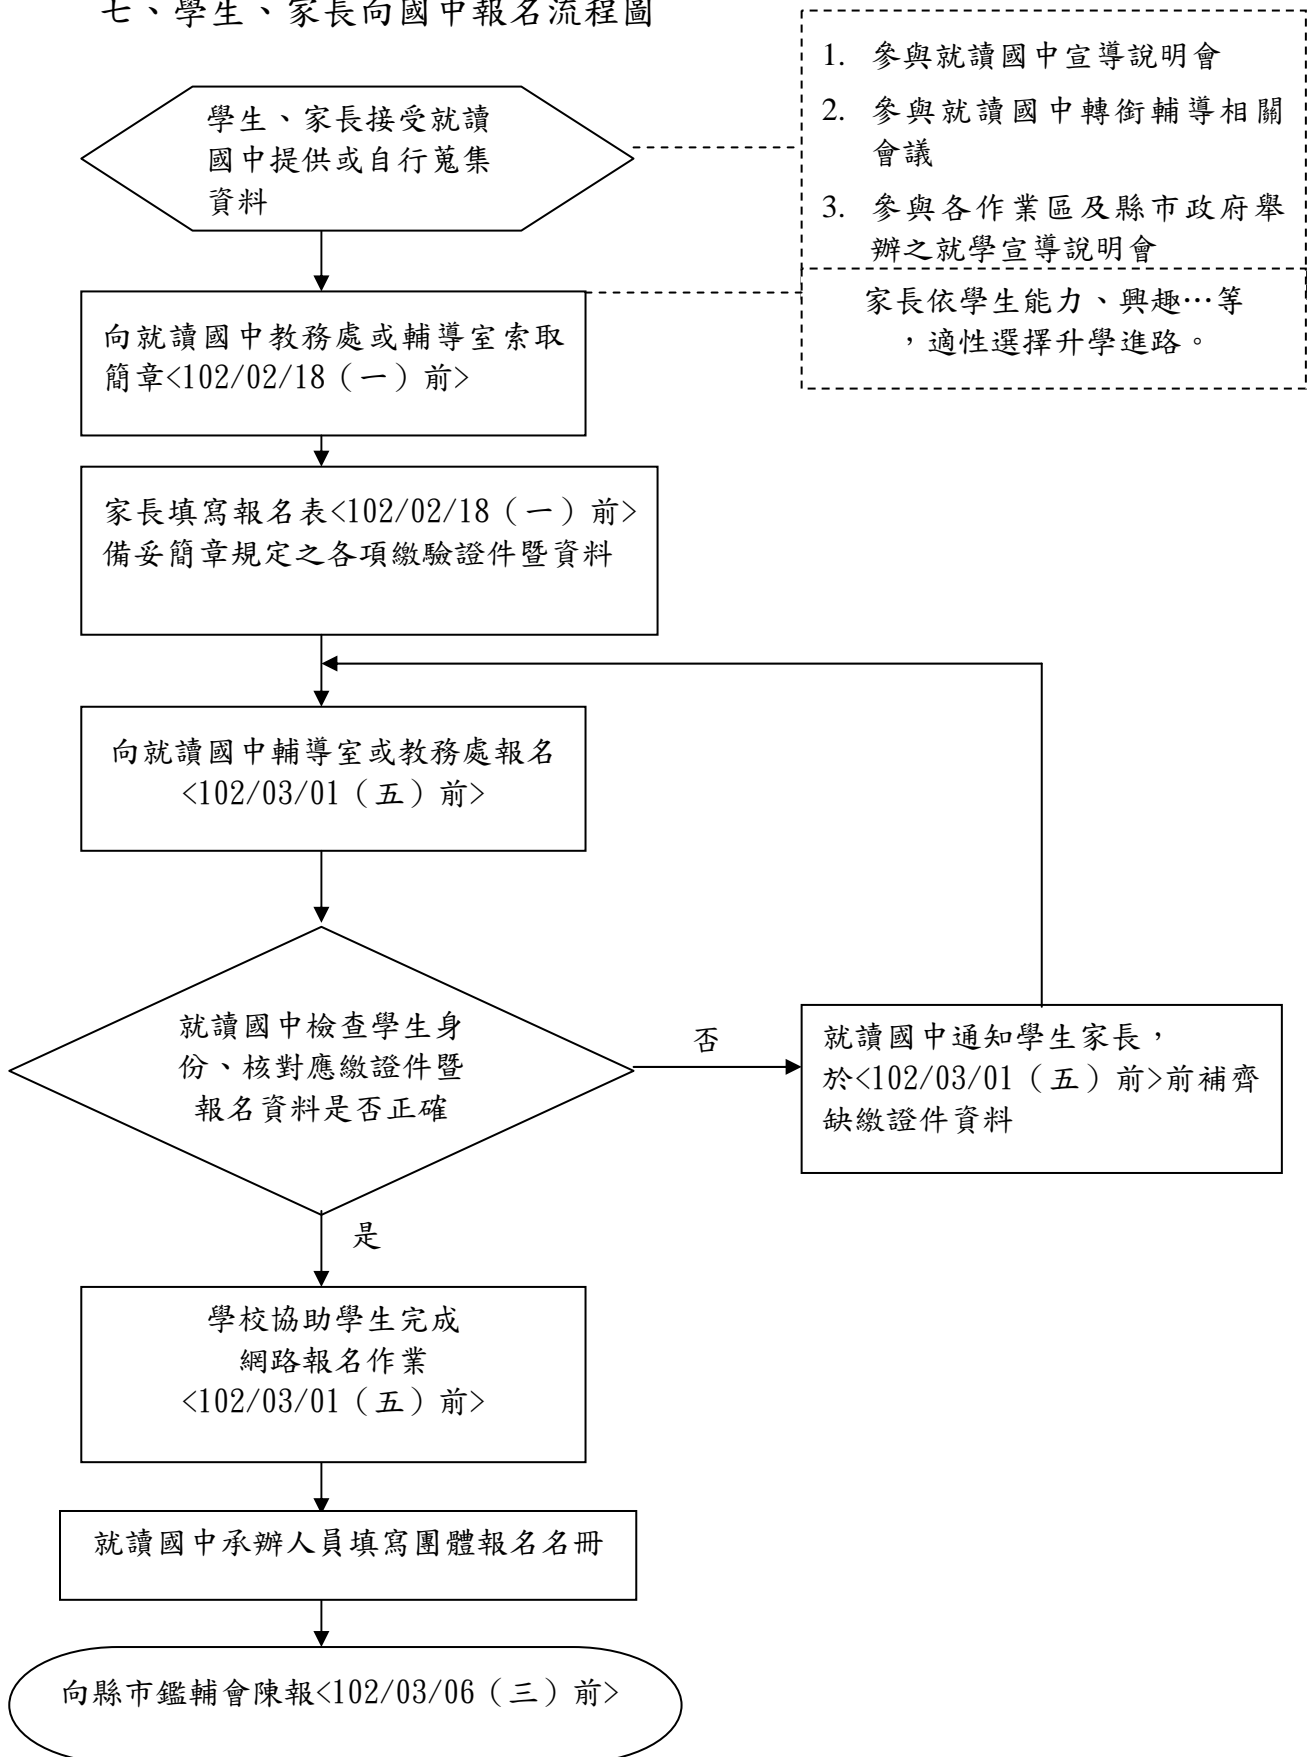 七、學生、家長向國中報名流程圖
學生、家長接受就讀
國中提供或自行蒐集
資料
1. 參與就讀國中宣導說明會
2. 參與就讀國中轉銜輔導相關
會議
3. 參與各作業區及縣市政府舉
辦之就學宣導說明會
家長依學生能力、興趣…等
，適性選擇升學進路。
向就讀國中教務處或輔導室索取
簡章<102/02/18（一）前>
家長填寫報名表<102/02/18（一）前>
備妥簡章規定之各項繳驗證件暨資料
向就讀國中輔導室或教務處報名
<102/03/01（五）前>
就讀國中檢查學生身
份、核對應繳證件暨
報名資料是否正確
否
就讀國中通知學生家長，
於<102/03/01（五）前>前補齊
缺繳證件資料
是
學校協助學生完成
網路報名作業
<102/03/01（五）前>
就讀國中承辦人員填寫團體報名名冊
向縣市鑑輔會陳報<102/03/06（三）前>